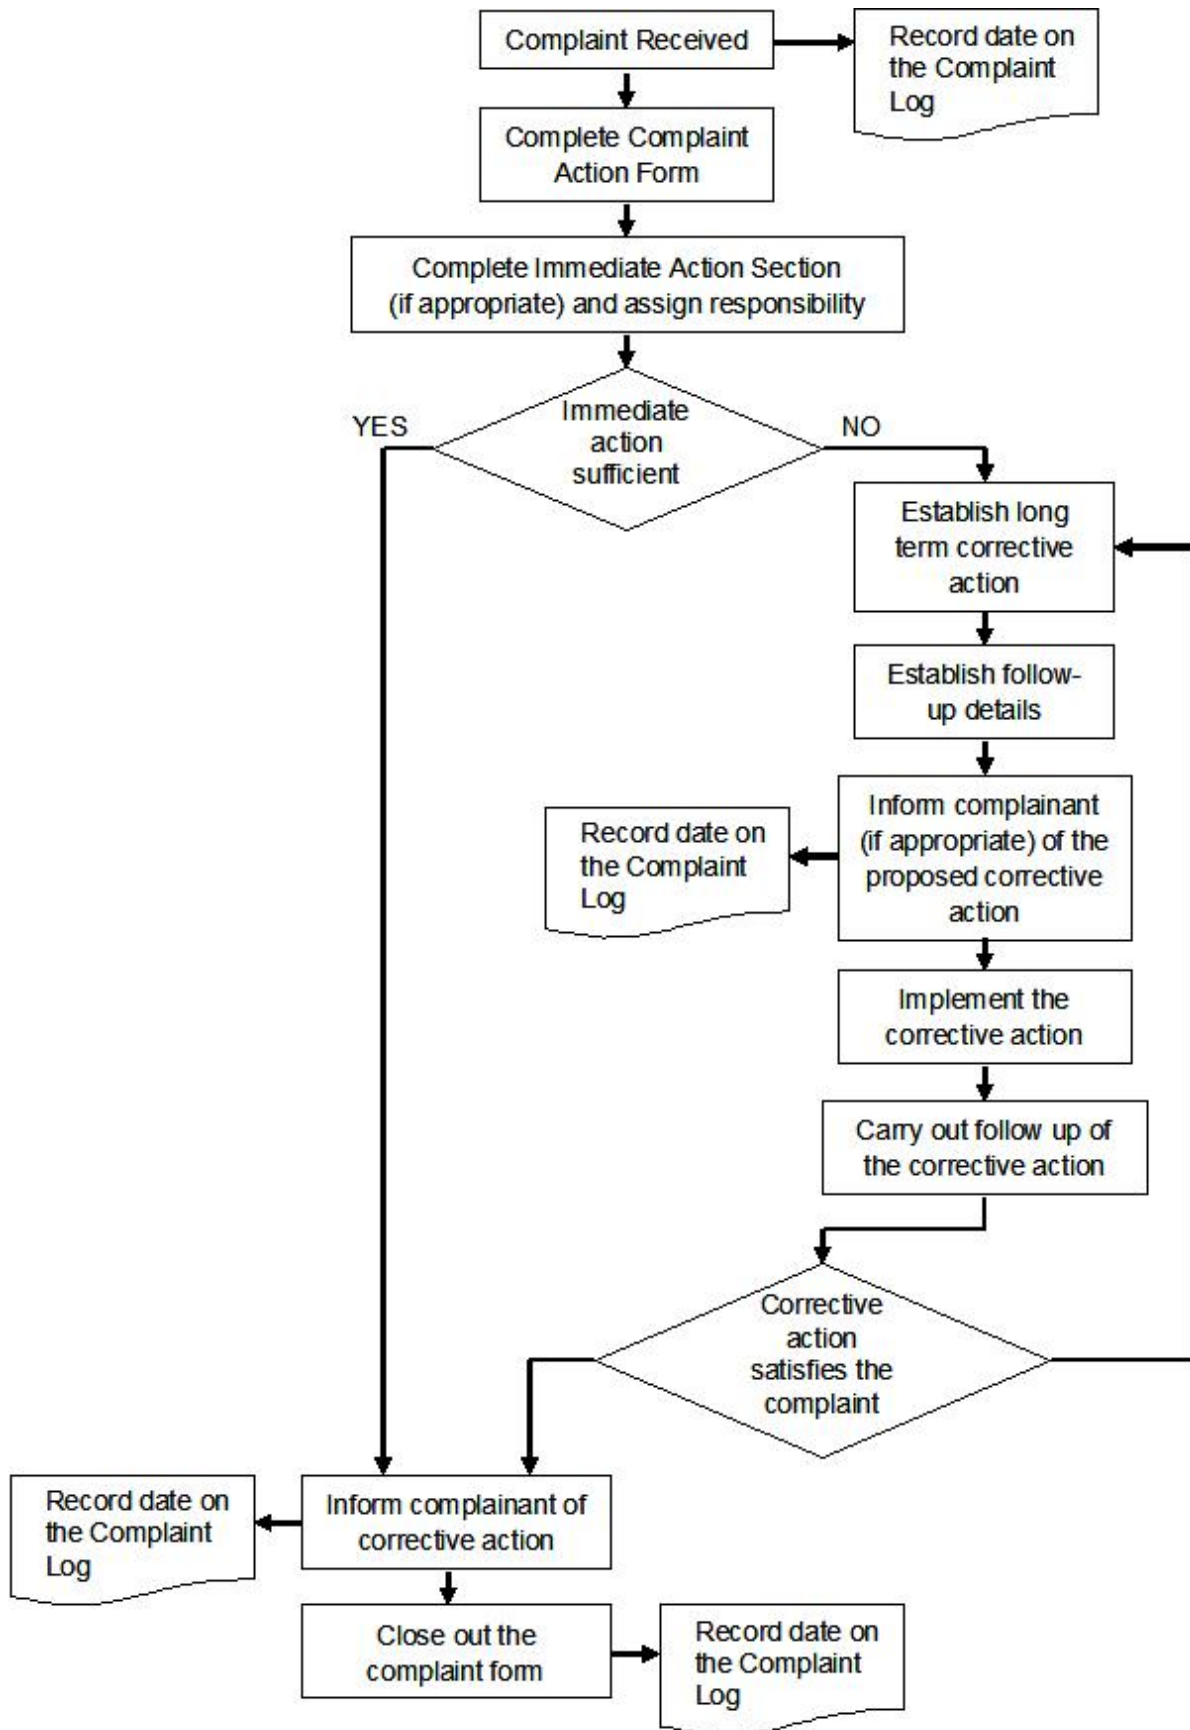 Complaint Received
Record date on
the Complaint
Log
Complete Complaint
Action Form
Complete Immediate Action Section
(if appropriate) and assign responsibility
YES
Immediate
action
sufficient
NO
Establish long
term corrective
action
Establish follow-
up details
Inform complainant
(if appropriate) of the
proposed corrective
action
Record date on
the Complaint
Log
Implement the
corrective action
Carry out follow up of
the corrective action
Corrective
action
satisfies the
complaint
Inform complainant of
corrective action
Record date on
the Complaint
Log
Close out the
complaint form
Record date on
the Complaint
Log